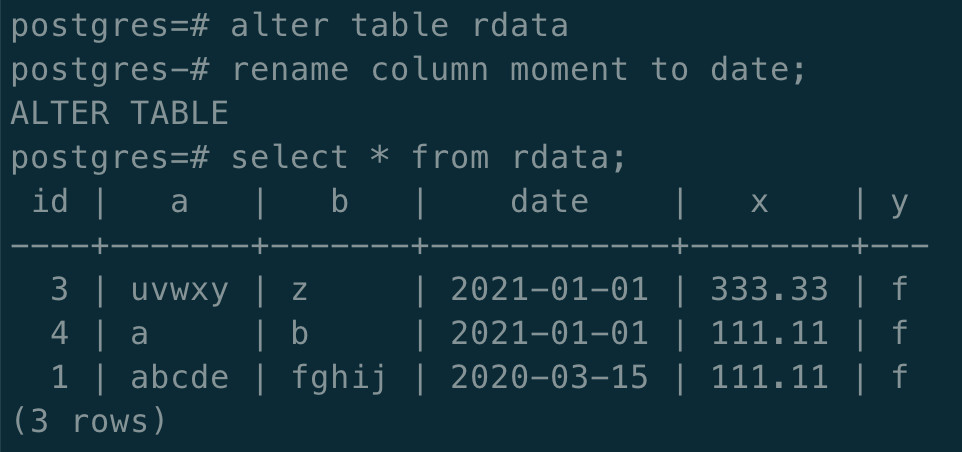 postgres=# alter table rdata
postgres-# rename column moment to date;
ALTER TABLE
postgres=# select * from rdata;
 id |   a   |   b   |    date    |   x    | y
----+-------+-------+------------+--------+---
  3 | uvwxy | z     | 2021-01-01 | 333.33 | f
  4 | a     | b     | 2021-01-01 | 111.11 | f
  1 | abcde | fghij | 2020-03-15 | 111.11 | f
(3 rows)